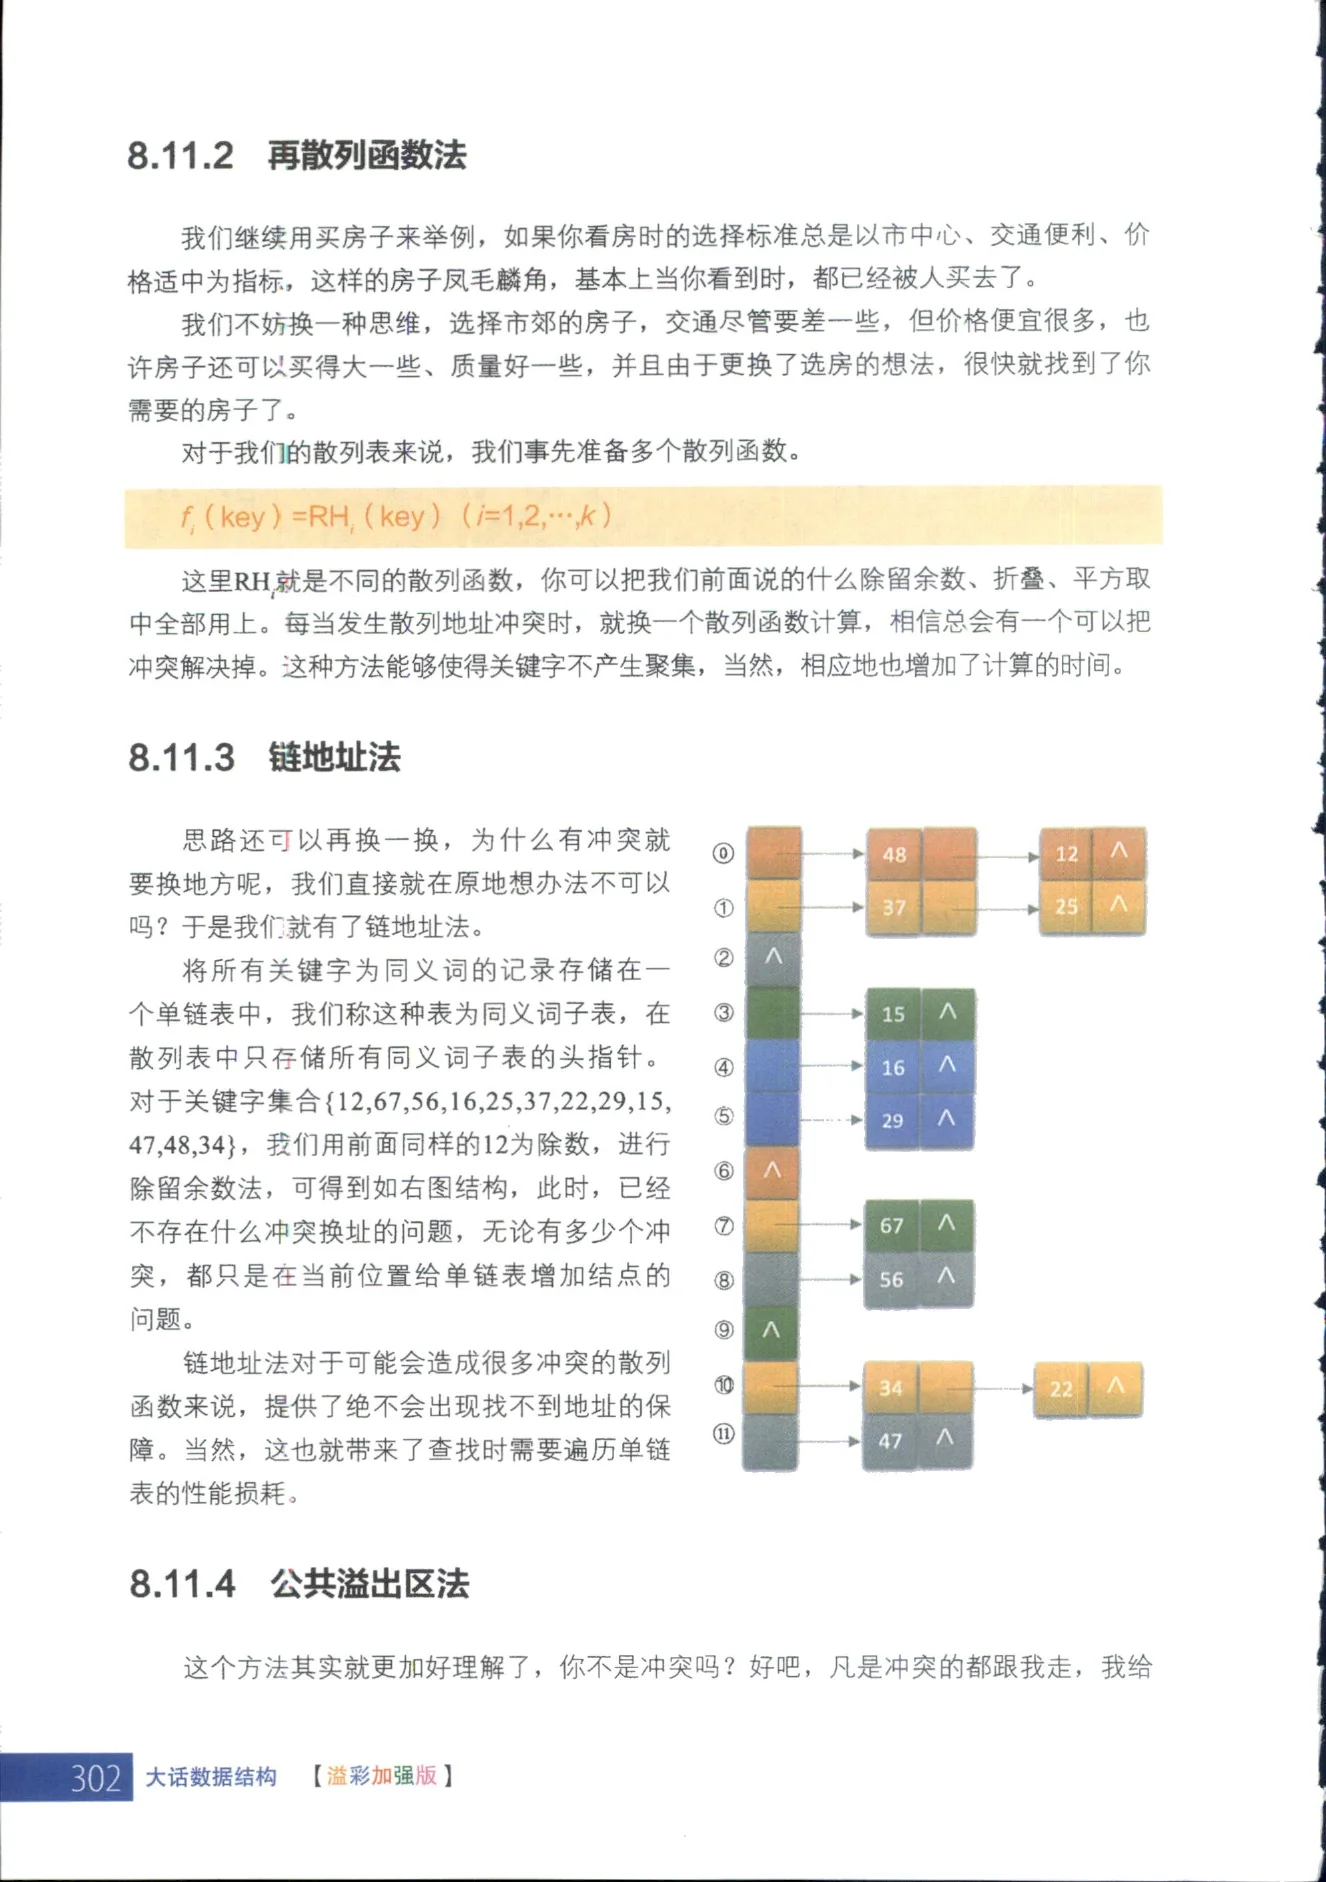 8.11.2 再散列函数法
我们继续用买房子来举例，如果你看房时的选择标准总是以市中心、交通便利、价
格适中为指标，这样的房子凤毛麟角，基本上当你看到时，都已经被人买去了。
我们不妨换一种思维，选择市郊的房子，交通尽管要差一些，但价格便宜很多，也
许房子还可以买得大一些、质量好一些，并且由于更换了选房的想法，很快就找到了你
需要的房子了。
对于我们的散列表来说，我们事先准备多个散列函数。
fᵢ（key）=RHᵢ（key）（i=1,2,…,k）
这里RHᵢ就是不同的散列函数，你可以把我们前面说的什么除留余数、折叠、平方取
中全部用上。每当发生散列地址冲突时，就换一个散列函数计算，相信总会有一个可以把
冲突解决掉。这种方法能够使得关键字不产生聚集，当然，相应地也增加了计算的时间。
8.11.3 链地址法
思路还可以再换一换，为什么有冲突就
要换地方呢，我们直接就在原地想办法不可以
吗？于是我们就有了链地址法。
将所有关键字为同义词的记录存储在一
个单链表中，我们称这种表为同义词子表，在
散列表中只存储所有同义词子表的头指针。
对于关键字集合{12,67,56,16,25,37,22,29,15,
47,48,34}，我们用前面同样的12为除数，进行
除留余数法，可得到如右图结构，此时，已经
不存在什么冲突换址的问题，无论有多少个冲
突，都只是在当前位置给单链表增加结点的
问题。
链地址法对于可能会造成很多冲突的散列
函数来说，提供了绝不会出现找不到地址的保
障。当然，这也就带来了查找时需要遍历单链
表的性能损耗。
⓪ 48 12 ∧
① 37 25 ∧
② ∧
③ 15 ∧
④ 16 ∧
⑤ 29 ∧
⑥ ∧
⑦ 67 ∧
⑧ 56 ∧
⑨ ∧
⑩ 34 22 ∧
⑪ 47 ∧
8.11.4 公共溢出区法
这个方法其实就更加好理解了，你不是冲突吗？好吧，凡是冲突的都跟我走，我给
302 大话数据结构 【溢彩加强版】